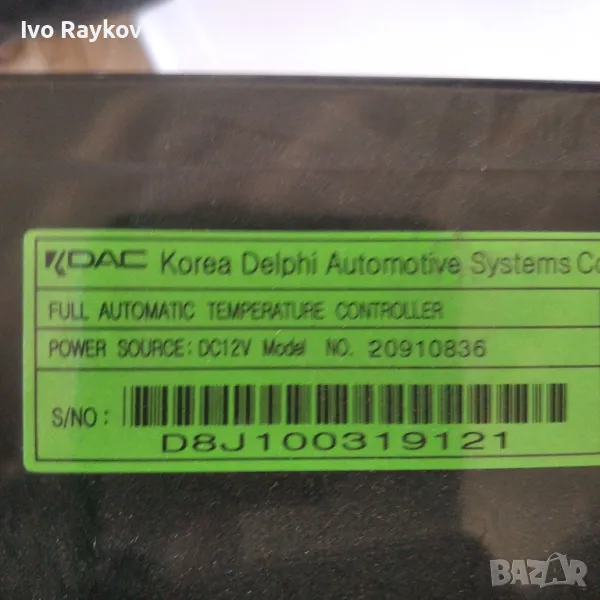 Ivo Raykov
KDAC Korea Delphi Automotive Systems Co
FULL AUTOMATIC TEMPERATURE CONTROLLER
POWER SOURCE: DC12V Model NO. 20910836
S/NO :
D8J100319121
BAZAR